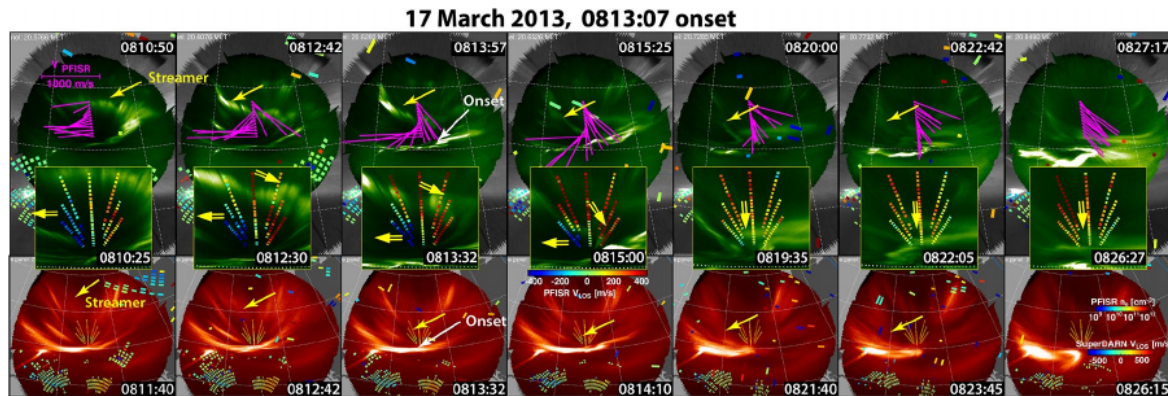 17 March 2013, 0813:07 onset
0810:50
0812:42
0813:57
0815:25
0820:00
0822:42
0827:17
PFISR
1000 m/s
Streamer
Onset
0810:25
0812:30
0813:32
0815:00
0819:35
0822:05
0826:27
-400 -200 0 200 400
PFISR VLOS [m/s]
Streamer
Onset
PFISR ne [cm-3]
SuperDARN VLOS [m/s]
-500 0 500
0811:40
0812:42
0813:32
0814:10
0821:40
0823:45
0826:15